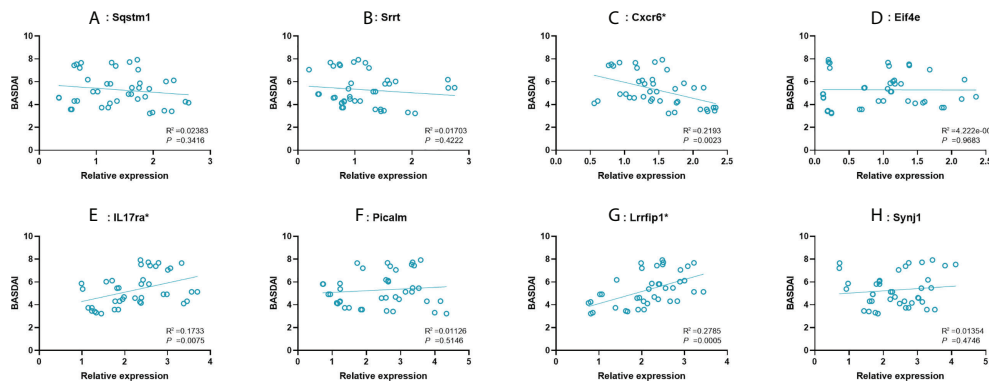 A : Sqstm1
10
8
6
4
2
0
BASDAI
R²=0.02383
P =0.3416
0 1 2 3
Relative expression
B : Srrt
10
8
6
4
2
0
BASDAI
R²=0.01703
P =0.4222
0 1 2 3
Relative expression
C : Cxcr6*
10
8
6
4
2
0
BASDAI
R²=0.2193
P =0.0023
0.0 0.5 1.0 1.5 2.0 2.5
Relative expression
D : Eif4e
10
8
6
4
2
0
BASDAI
R²=4.222e-00
P =0.9683
0.0 0.5 1.0 1.5 2.0 2.5
Relative expression
E : IL17ra*
10
8
6
4
2
0
BASDAI
R²=0.1733
P =0.0075
0 1 2 3 4
Relative expression
F : Picalm
10
8
6
4
2
0
BASDAI
R²=0.01126
P =0.5146
0 1 2 3 4 5
Relative expression
G : Lrrfip1*
10
8
6
4
2
0
BASDAI
R²=0.2785
P =0.0005
0 1 2 3 4
Relative expression
H : Synj1
10
8
6
4
2
0
BASDAI
R²=0.01354
P =0.4746
0 1 2 3 4 5
Relative expression